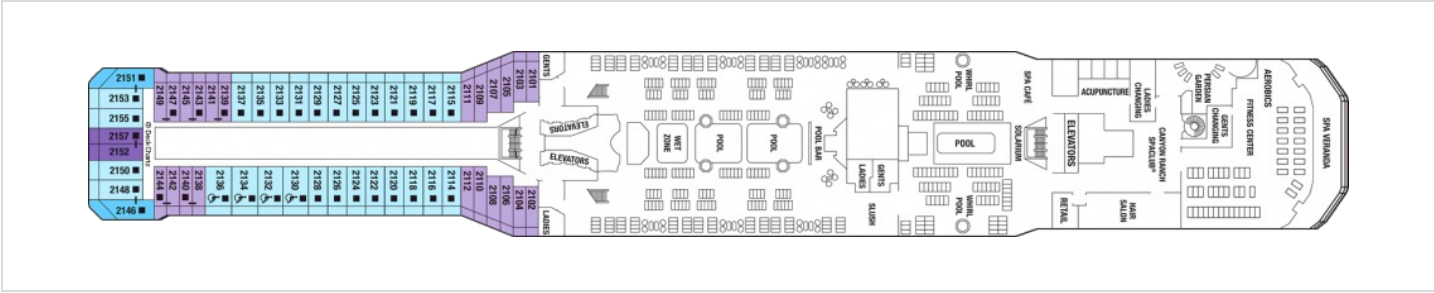 2151
2153
2155
2157
2152
2150
2148
2146
© Deck Charts
2149
2147
2145
2143
2141
2139
2137
2135
2133
2131
2129
2127
2125
2123
2121
2119
2117
2115
2111
2109
2107
2105
2103
2101
2144
2142
2140
2138
2136
2134
2132
2130
2128
2126
2124
2122
2120
2118
2116
2114
2112
2110
2108
2106
2104
2102
GENTS
LADIES
ELEVATORS
ELEVATORS
WET
ZONE
POOL
POOL
POOL BAR
GENTS
LADIES
SLUSH
WHIRL
POOL
POOL
WHIRL
POOL
SPA CAFÉ
SOLARIUM
ELEVATORS
RETAIL
ACUPUNCTURE
LADIES
CHANGING
CANYON RANCH
SPACLUB®
HAIR
SALON
PERSIAN
GARDEN
GENTS
CHANGING
AEROBICS
FITNESS CENTER
SPA VERANDA